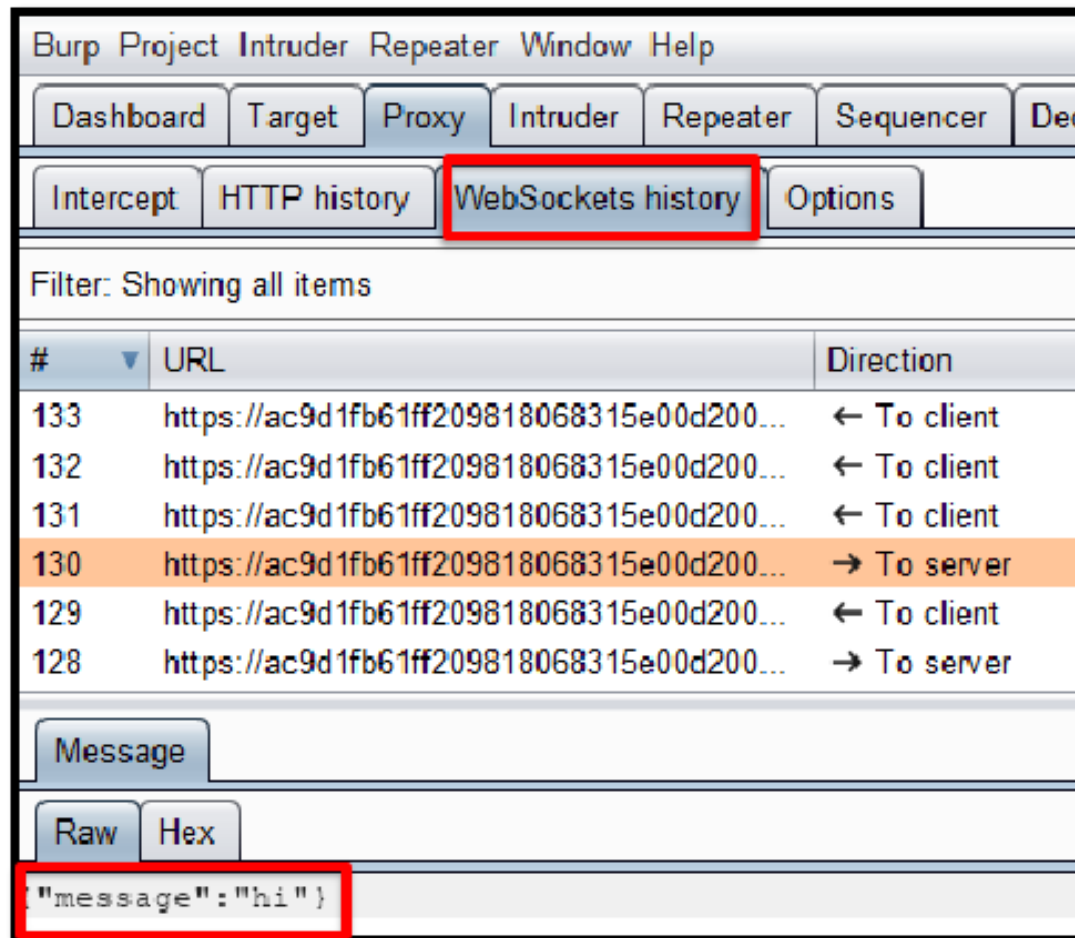 Burp Project Intruder Repeater Window Help
Dashboard Target Proxy Intruder Repeater Sequencer Dec
Intercept HTTP history WebSockets history Options
Filter: Showing all items
# URL Direction
133 https://ac9d1fb61ff209818068315e00d200... ← To client
132 https://ac9d1fb61ff209818068315e00d200... ← To client
131 https://ac9d1fb61ff209818068315e00d200... ← To client
130 https://ac9d1fb61ff209818068315e00d200... → To server
129 https://ac9d1fb61ff209818068315e00d200... ← To client
128 https://ac9d1fb61ff209818068315e00d200... → To server
Message
Raw Hex
{"message":"hi"}